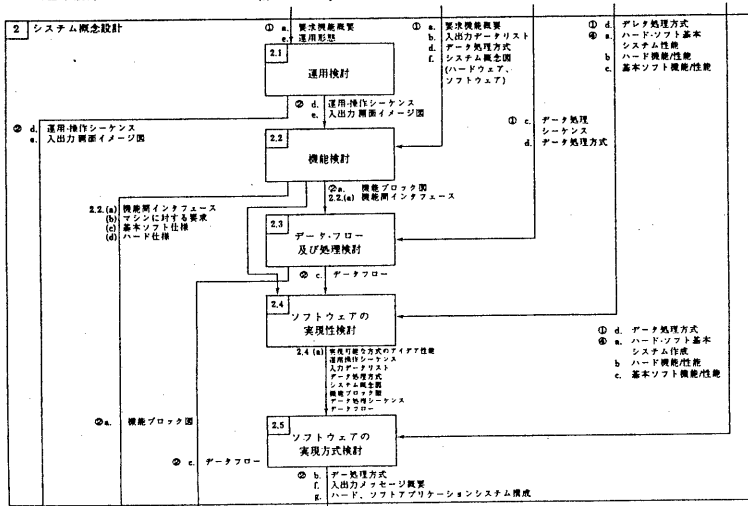 2 システム概念設計
① a. 要求機能概要
e. 運用形態
2.1
運用検討
① a. 要求機能概要
b. 入出力データリスト
d. データ処理方式
f. システム概念図
(ハードウェア、
ソフトウェア)
① d. データ処理方式
④ a. ハード・ソフト基本
システム性能
b ハード機能/性能
c. 基本ソフト機能/性能
② d. 運用・操作シーケンス
e. 入出力画面イメージ図
② d. 運用・操作シーケンス
e. 入出力画面イメージ図
① c. データ処理
シーケンス
d. データ処理方式
2.2
機能検討
②a. 機能ブロック図
2.2.(a) 機能間インタフェース
2.2.(a) 機能間インタフェース
(b) マシンに対する要求
(c) 基本ソフト仕様
(d) ハード仕様
2.3
データ・フロー
及び処理検討
② c. データフロー
2.4
ソフトウェアの
実現性検討
2.4 (a) 実現可能な方式のアイデア性能
運用操作シーケンス
入力データリスト
データ処理方式
システム概念図
機能ブロック図
データ処理シーケンス
データフロー
① d. データ処理方式
④ a. ハード・ソフト基本
システム作成
b ハード機能/性能
c. 基本ソフト機能/性能
②a. 機能ブロック図
2.5
ソフトウェアの
実現方式検討
② c. データフロー
② b. データ処理方式
f. 入出力メッセージ概要
g. ハード、ソフトアプリケーションシステム構成